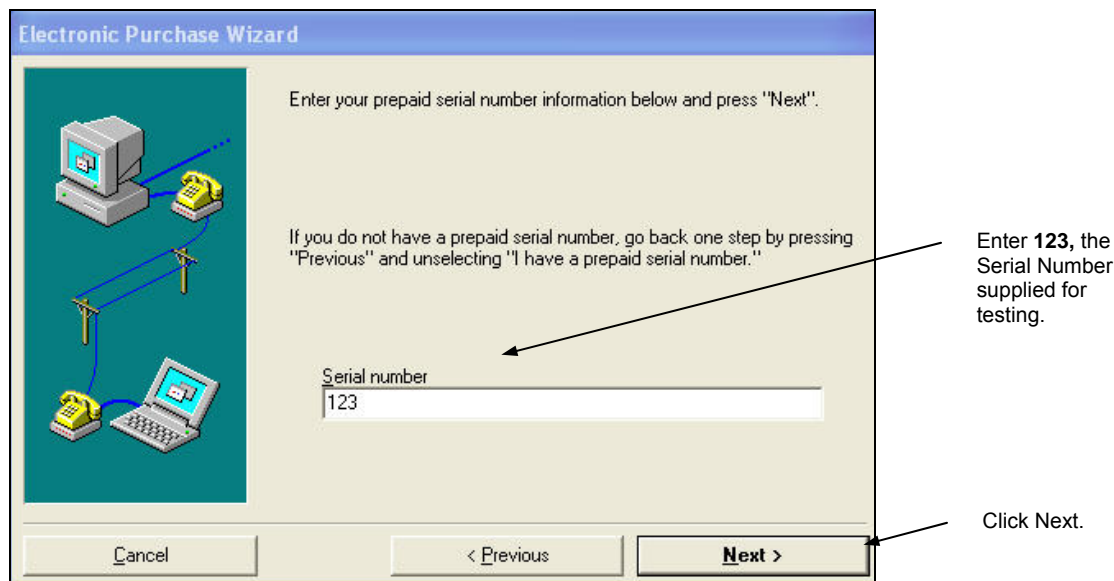 Electronic Purchase Wizard
Enter your prepaid serial number information below and press "Next".
If you do not have a prepaid serial number, go back one step by pressing
"Previous" and unselecting "I have a prepaid serial number."
Serial number
123
Cancel
< Previous
Next >
Enter 123, the
Serial Number
supplied for
testing.
Click Next.